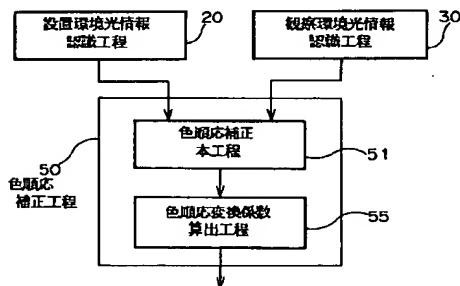 設置環境光情報
認識工程
20
観察環境光情報
認識工程
30
50
色順応
補正工程
色順応補正
本工程
51
色順応変換係数
算出工程
55